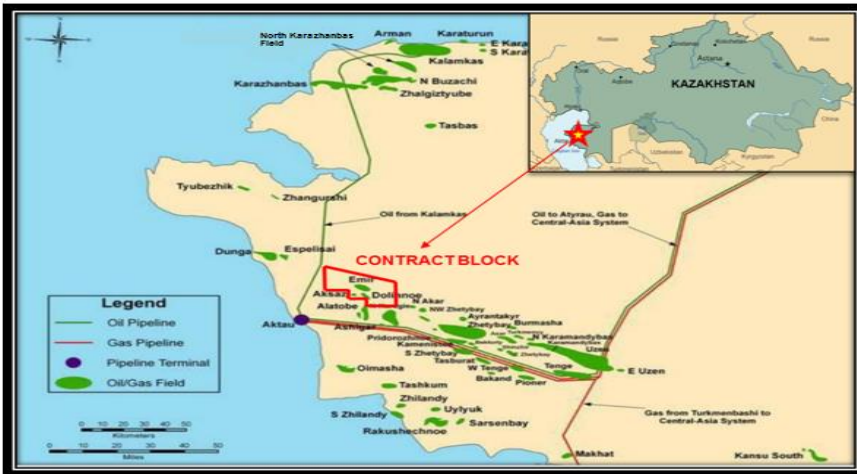 North Karazhanbas
Field
Arman
Karaturun
E Kara
S Karat
Kalamkas
Karazhanbas
N Buzachi
Zhalgiztyube
Tasbas
Tyubezhik
Zhangurshi
Oil from Kalamkas
Oil to Atyrau, Gas to
Central-Asia System
Dunga
Espelisai
CONTRACT BLOCK
Emir
Aksaz
Dolinnoe
Alatobe
N Akar
NW Zhetybay
Aktau
Ashigar
Ayrantakyr
Zhetybay
Burmasha
Pridorozhnoe
Kamenistoe
N Karamandybas
Karamandybas
Uzen
S Zhetybay
Tasburat
W Tenge
Tenge
E Uzen
Bakand
Pioner
Oimasha
Tashkum
Zhilandy
S Zhilandy
Uylyuk
Rakushechnoe
Sarsenbay
Gas from Turkmenbashi to
Central-Asia System
Makhat
Kansu South
Legend
Oil Pipeline
Gas Pipeline
Pipeline Terminal
Oil/Gas Field
10 0 10 20 30 40 50
Kilometers
10 0 10 20 30 40 50
Miles
Russia
Russia
Astana
KAZAKHSTAN
China
Uzbekistan
Kyrgyzstan